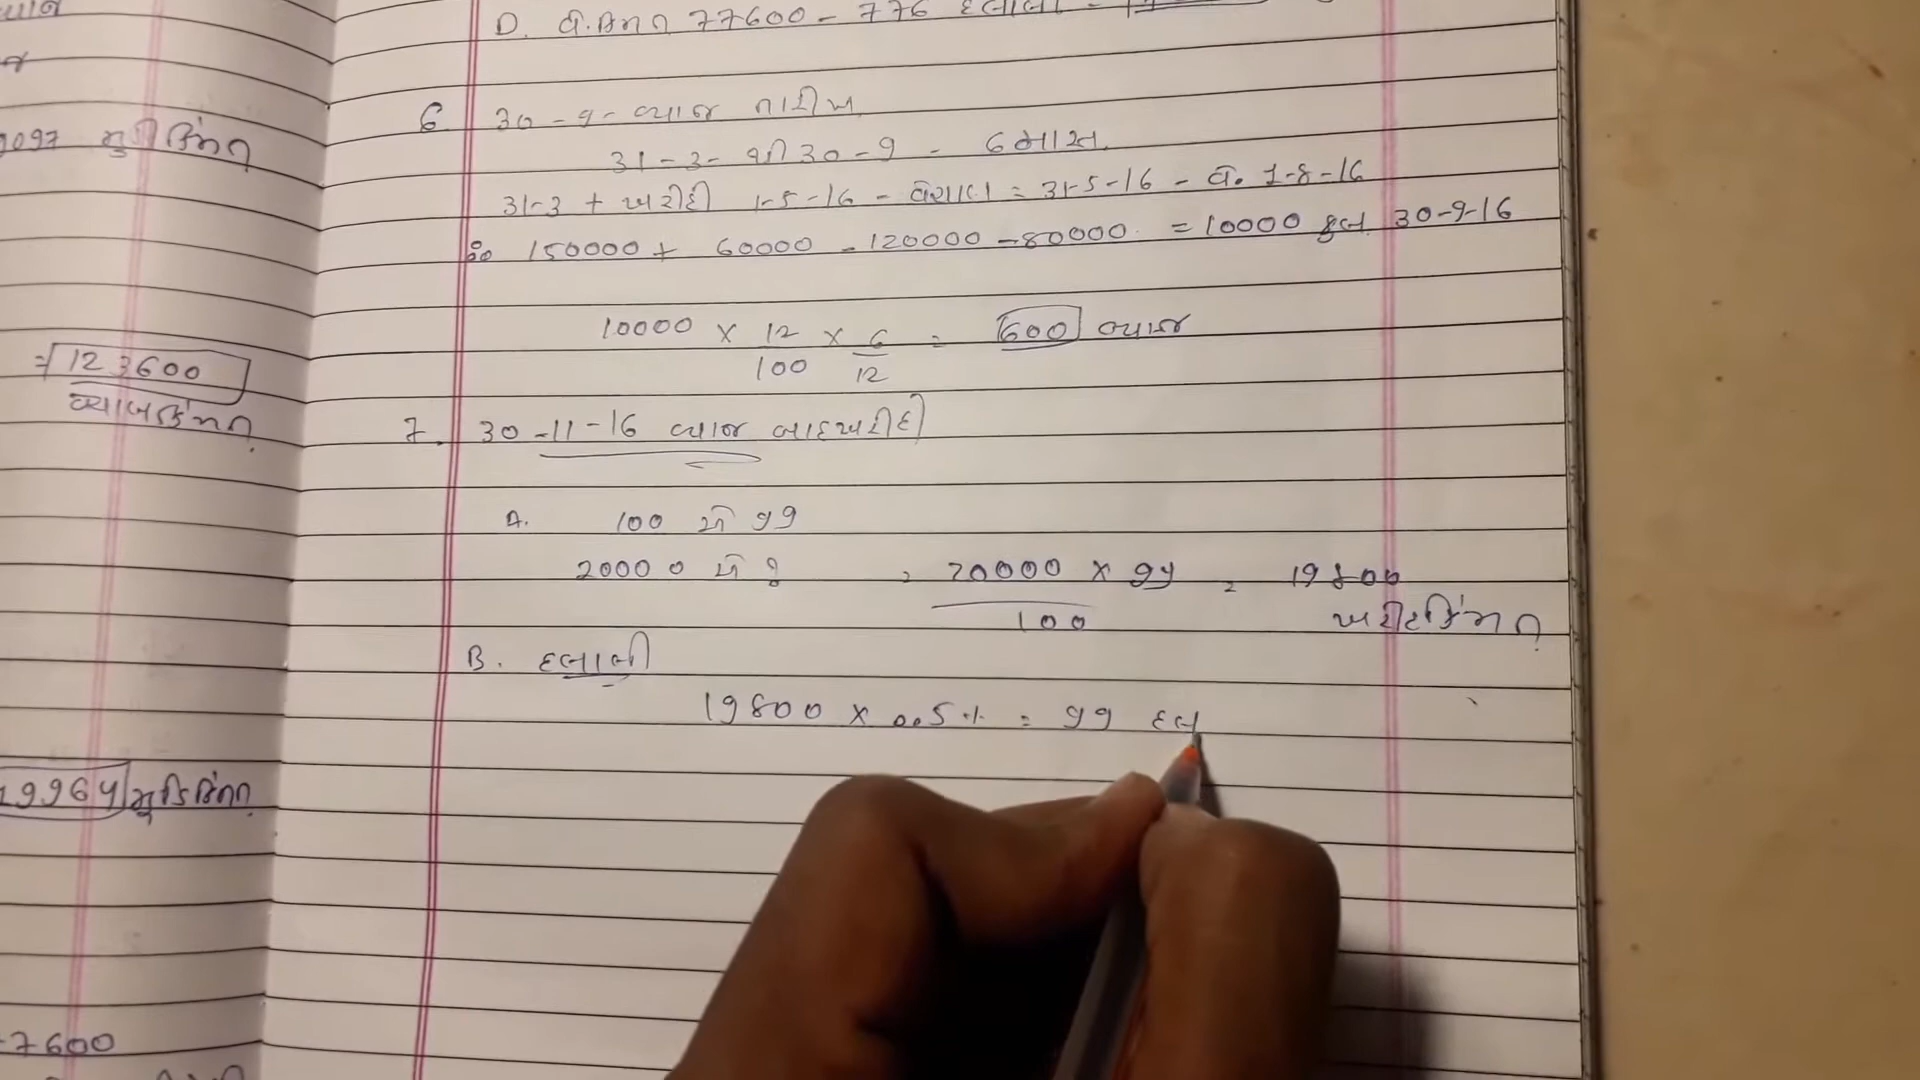 D. વે.કિંમત 77600 - 776 દલાલી =
6 30 - 9 - વ્યાજ તારીખ
31 - 3 - થી 30 - 9 - 6 માસ.
31-3 + ખરીદી 1-5-16 - વેચાણ = 31-5-16 - વે. 1-8-16
150000 + 60000 - 120000 - 80000 = 10000 કુલ 30-9-16
10000 × 12/100 × 6/12 = 600 વ્યાજ
7. 30 - 11 - 16 વ્યાજ બાદ ખરીદી
A. 100 એ 99
20000 એ ? = 20000 × 99 / 100 = 19800
ખરીદકિંમત
B. દલાલી
19800 × 0.5% = 99 દલ
મુ કિંમત
= 123600
વ્યાજકિંમત
19964 મુડિકિંમત
7600